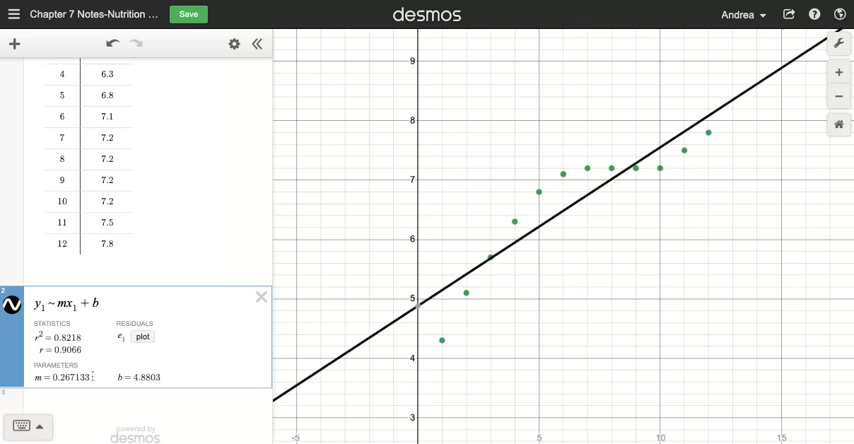 Chapter 7 Notes-Nutrition ...
Save
desmos
Andrea
4 6.3
5 6.8
6 7.1
7 7.2
8 7.2
9 7.2
10 7.2
11 7.5
12 7.8
2
y₁ ~ mx₁ + b
STATISTICS
RESIDUALS
r² = 0.8218
e₁ plot
r = 0.9066
PARAMETERS
m = 0.267133
b = 4.8803
3
powered by
desmos
9
8
7
6
5
4
3
-5
5
10
15